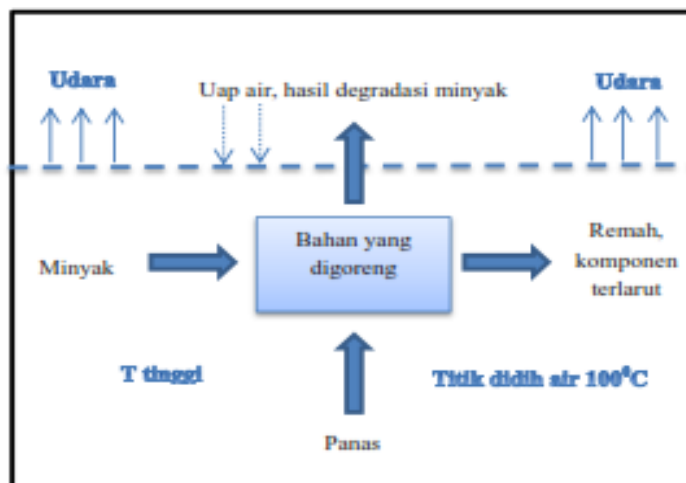 Udara
Uap air, hasil degradasi minyak
Udara
Minyak
Bahan yang
digoreng
Remah,
komponen
terlarut
T tinggi
Titik didih air 100⁰C
Panas